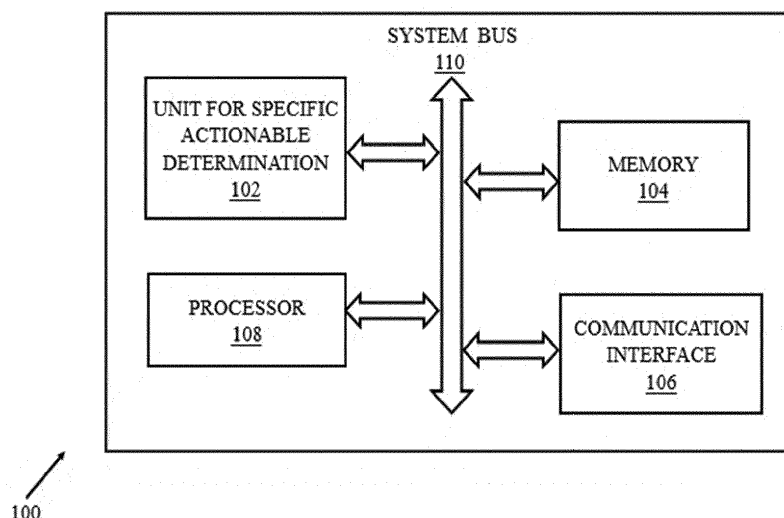 SYSTEM BUS
110
UNIT FOR SPECIFIC
ACTIONABLE
DETERMINATION
102
MEMORY
104
PROCESSOR
108
COMMUNICATION
INTERFACE
106
100